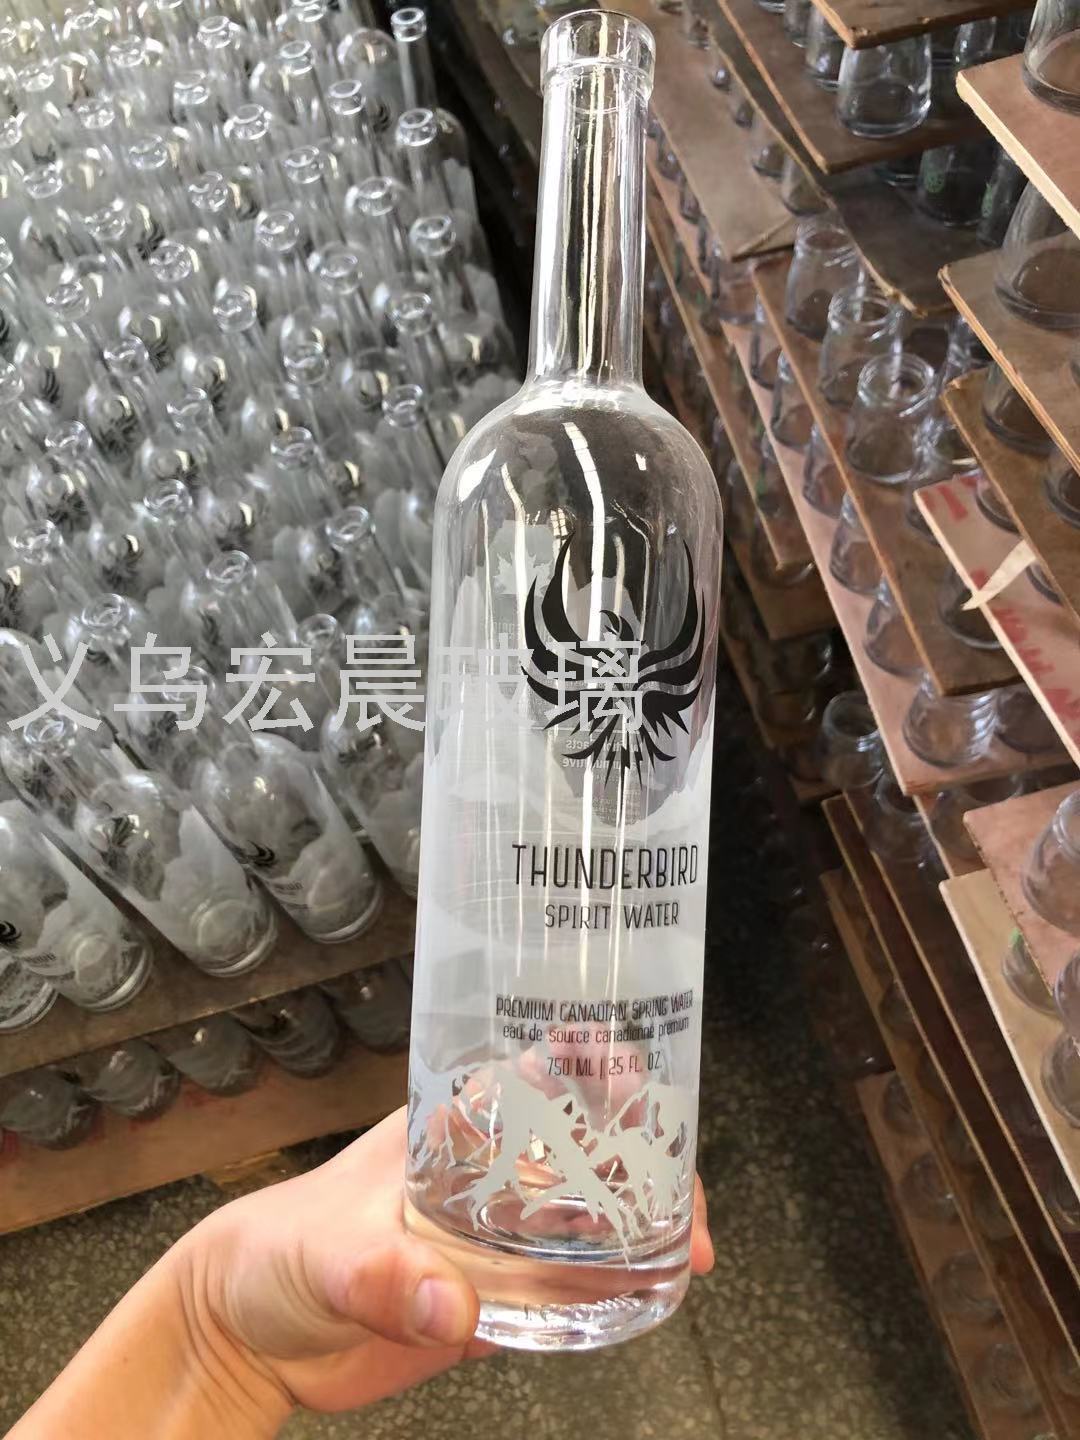 义乌宏晨玻璃
THUNDERBIRD
SPIRIT WATER
PREMIUM CANADIAN SPRING WATER
eau de source canadienne premium
750 ML | 25 FL. OZ.